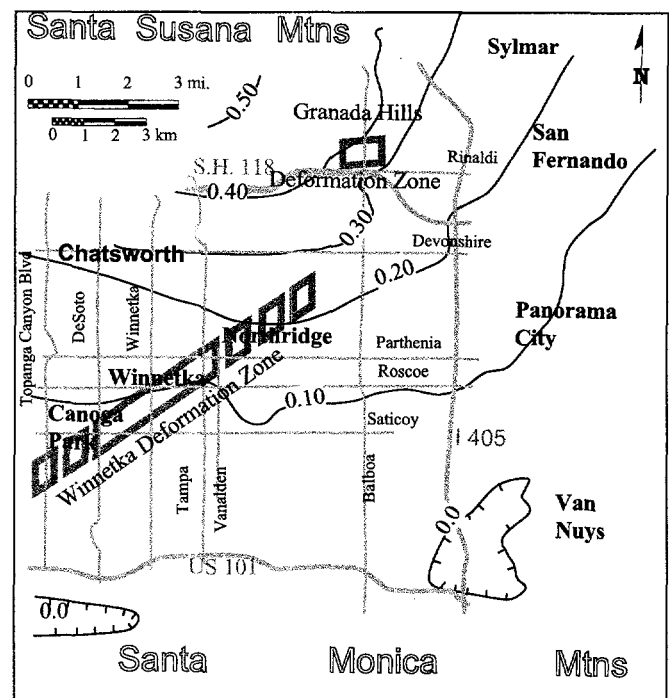 Santa Susana Mtns
Sylmar
0 1 2 3 mi.
0 1 2 3 km
N
0.50
Granada Hills
San
Fernando
S.H. 118
Rinaldi
Deformation Zone
0.40
0.30
Devonshire
Chatsworth
0.20
Topanga Canyon Blvd
DeSoto
Winnetka
Northridge
Panorama
City
Parthenia
Winnetka
Roscoe
0.10
Canoga
Park
Saticoy
I 405
Winnetka Deformation Zone
Tampa
Vanalden
Balboa
0.0
Van
Nuys
US 101
0.0
Santa Monica Mtns